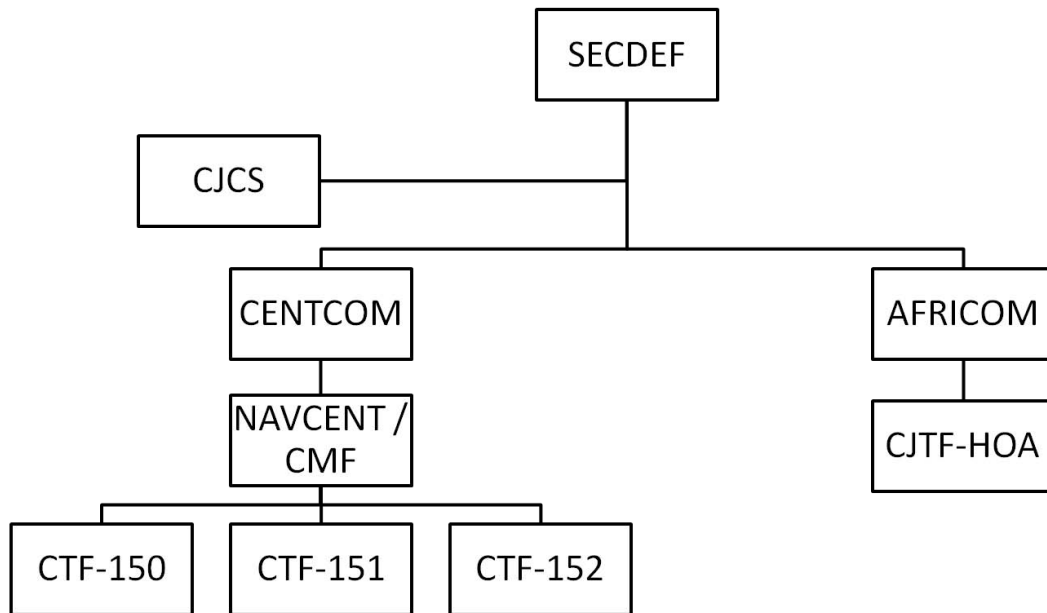 SECDEF
CJCS
CENTCOM
AFRICOM
NAVCENT /
CMF
CJTF-HOA
CTF-150
CTF-151
CTF-152